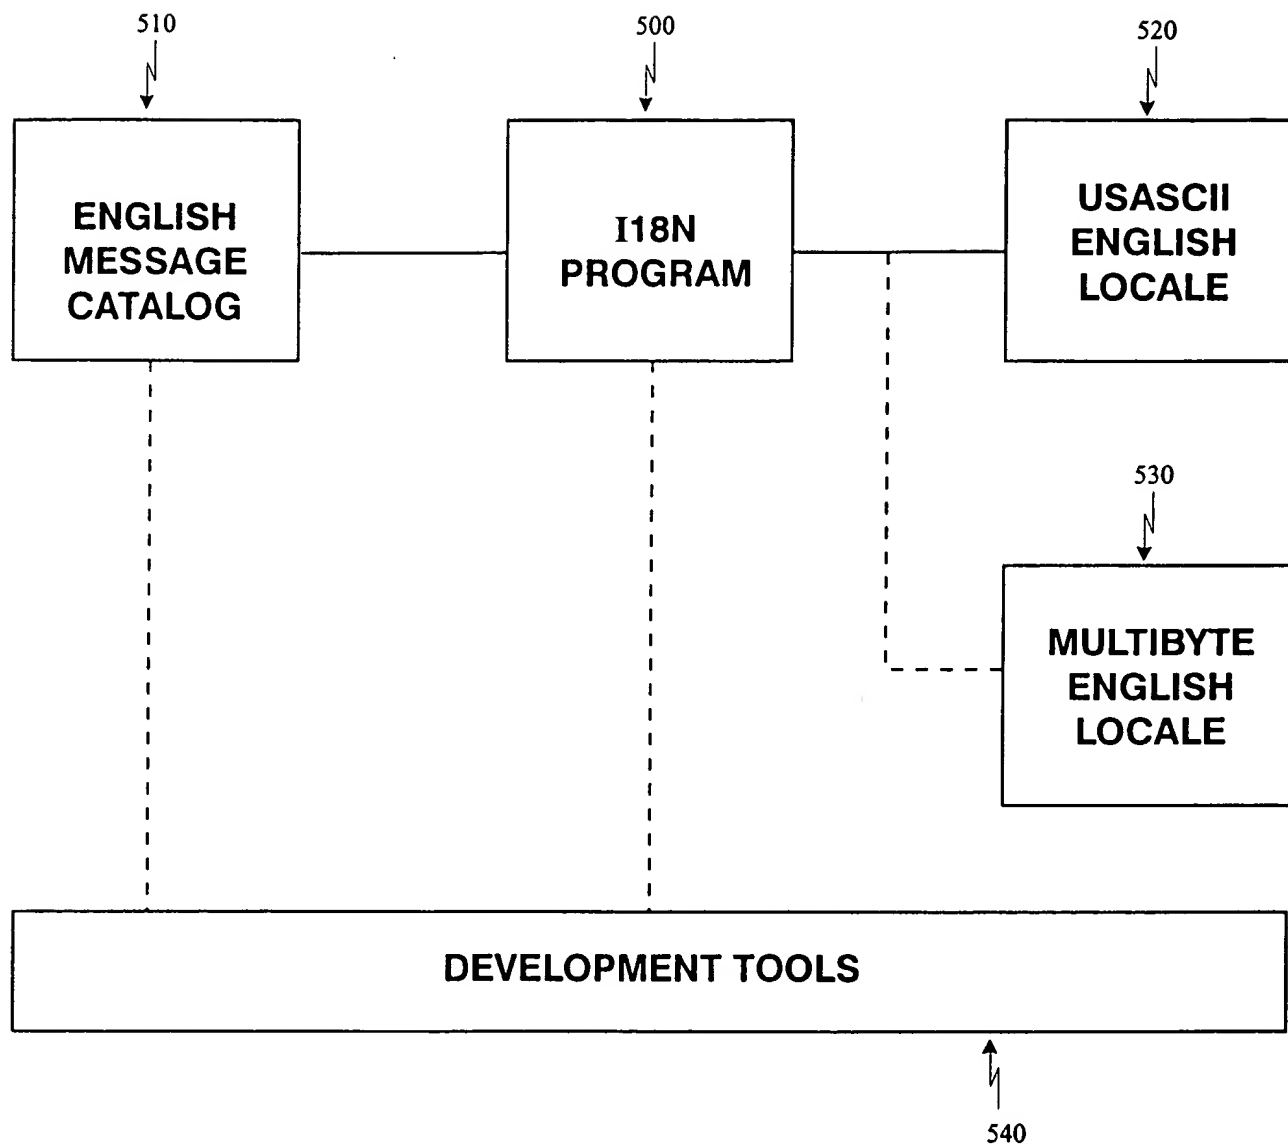 510
500
520
ENGLISH
MESSAGE
CATALOG
I18N
PROGRAM
USASCII
ENGLISH
LOCALE
530
MULTIBYTE
ENGLISH
LOCALE
DEVELOPMENT TOOLS
540